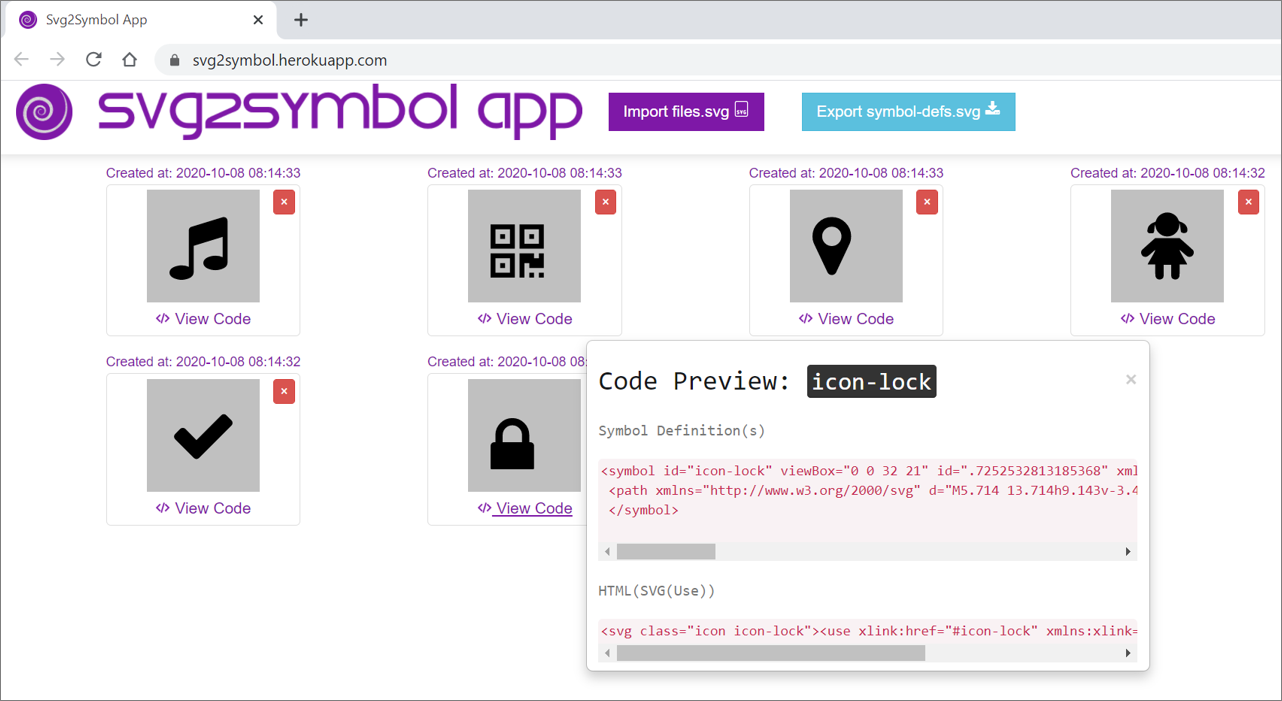 Svg2Symbol App
svg2symbol.herokuapp.com
svg2symbol app
Import files.svg
Export symbol-defs.svg
Created at: 2020-10-08 08:14:33
Created at: 2020-10-08 08:14:33
Created at: 2020-10-08 08:14:33
Created at: 2020-10-08 08:14:32
</> View Code
</> View Code
</> View Code
</> View Code
Created at: 2020-10-08 08:14:32
Created at: 2020-10-08 08:
</> View Code
</> View Code
Code Preview: icon-lock
Symbol Definition(s)
<symbol id="icon-lock" viewBox="0 0 32 21" id=".7252532813185368" xml
<path xmlns="http://www.w3.org/2000/svg" d="M5.714 13.714h9.143v-3.4
</symbol>
HTML(SVG(Use))
<svg class="icon icon-lock"><use xlink:href="#icon-lock" xmlns:xlink=